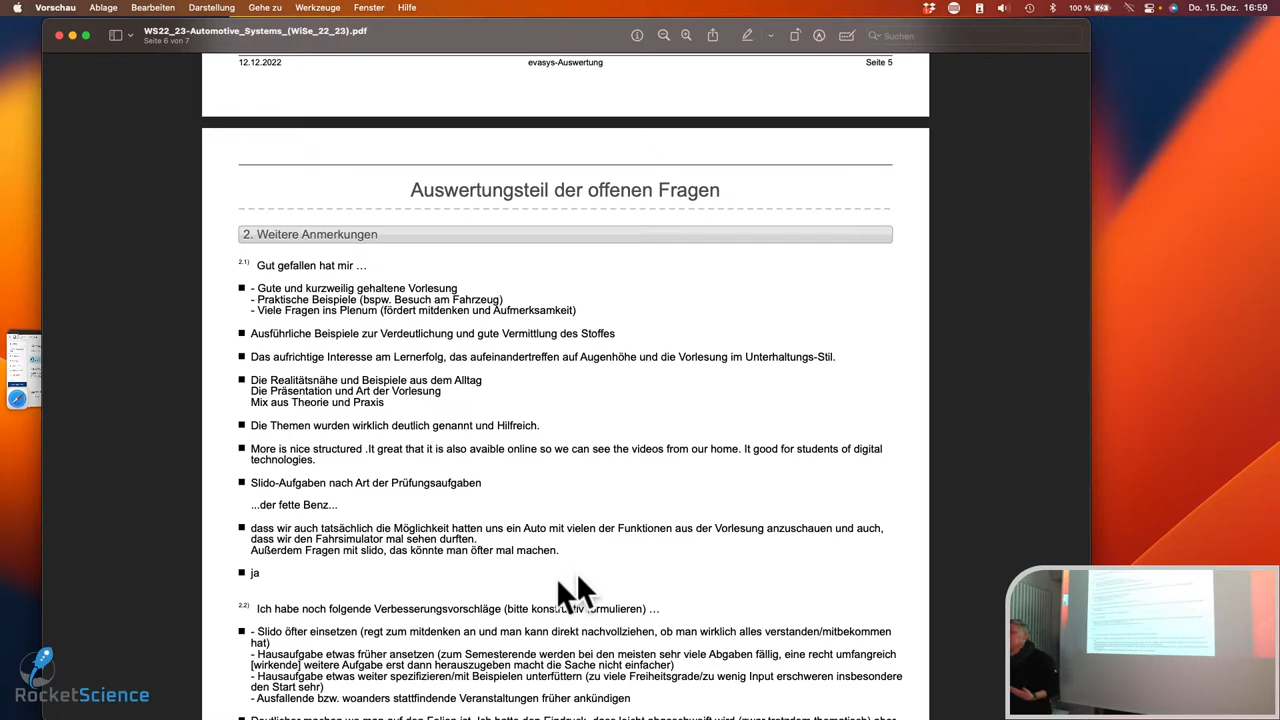 Vorschau Ablage Bearbeiten Darstellung Gehe zu Werkzeuge Fenster Hilfe
100 % Do. 15. Dez. 16:59
WS22_23-Automotive_Systems_(WiSe_22_23).pdf
Seite 6 von 7
Suchen
12.12.2022 evasys-Auswertung Seite 5
Auswertungsteil der offenen Fragen
2. Weitere Anmerkungen
2.1) Gut gefallen hat mir …
- Gute und kurzweilig gehaltene Vorlesung
- Praktische Beispiele (bspw. Besuch am Fahrzeug)
- Viele Fragen ins Plenum (fördert mitdenken und Aufmerksamkeit)
Ausführliche Beispiele zur Verdeutlichung und gute Vermittlung des Stoffes
Das aufrichtige Interesse am Lernerfolg, das aufeinandertreffen auf Augenhöhe und die Vorlesung im Unterhaltungs-Stil.
Die Realitätsnähe und Beispiele aus dem Alltag
Die Präsentation und Art der Vorlesung
Mix aus Theorie und Praxis
Die Themen wurden wirklich deutlich genannt und Hilfreich.
More is nice structured .It great that it is also avaible online so we can see the videos from our home. It good for students of digital
technologies.
Slido-Aufgaben nach Art der Prüfungsaufgaben
...der fette Benz...
dass wir auch tatsächlich die Möglichkeit hatten uns ein Auto mit vielen der Funktionen aus der Vorlesung anzuschauen und auch,
dass wir den Fahrsimulator mal sehen durften.
Außerdem Fragen mit slido, das könnte man öfter mal machen.
ja
2.2) Ich habe noch folgende Verbesserungsvorschläge (bitte konstruktiv formulieren) …
- Slido öfter einsetzen (regt zum mitdenken an und man kann direkt nachvollziehen, ob man wirklich alles verstanden/mitbekommen
hat)
- Hausaufgabe etwas früher ansetzen (zum Semesterende werden bei den meisten sehr viele Abgaben fällig, eine recht umfangreich
[wirkende] weitere Aufgabe erst dann herauszugeben macht die Sache nicht einfacher)
- Hausaufgabe etwas weiter spezifizieren/mit Beispielen unterfüttern (zu viele Freiheitsgrade/zu wenig Input erschweren insbesondere
den Start sehr)
- Ausfallende bzw. woanders stattfindende Veranstaltungen früher ankündigen
RocketScience